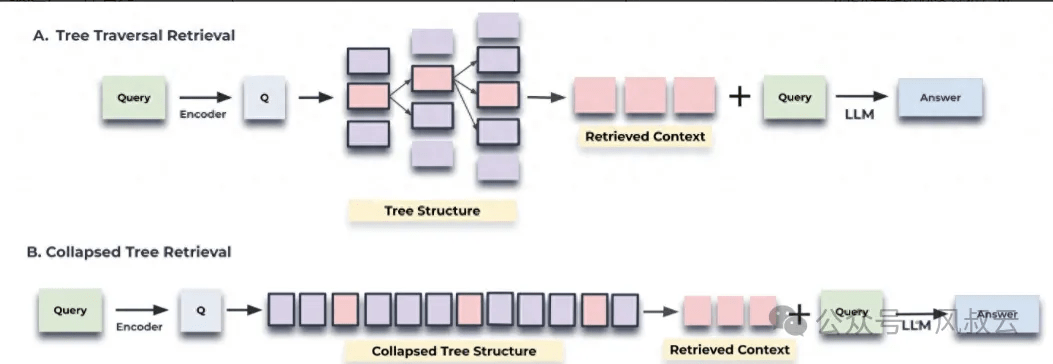 A. Tree Traversal Retrieval
Query
Encoder
Q
Tree Structure
Retrieved Context
+
Query
LLM
Answer
B. Collapsed Tree Retrieval
Query
Encoder
Q
Collapsed Tree Structure
Retrieved Context
+
Query
LLM
Answer
公众号 风叔云